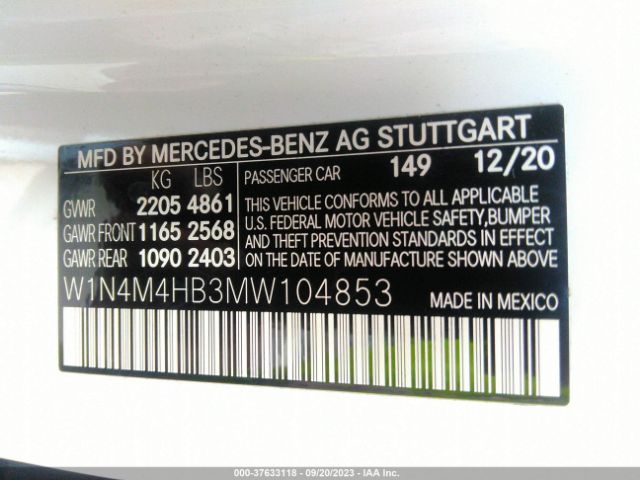 MFD BY MERCEDES-BENZ AG STUTTGART
KG LBS
GVWR 2205 4861
GAWR FRONT 1165 2568
GAWR REAR 1090 2403
PASSENGER CAR 149 12/20
THIS VEHICLE CONFORMS TO ALL APPLICABLE
U.S. FEDERAL MOTOR VEHICLE SAFETY,BUMPER
AND THEFT PREVENTION STANDARDS IN EFFECT
ON THE DATE OF MANUFACTURE SHOWN ABOVE
W1N4M4HB3MW104853 MADE IN MEXICO
000-37633118 - 09/20/2023 - IAAI.COM